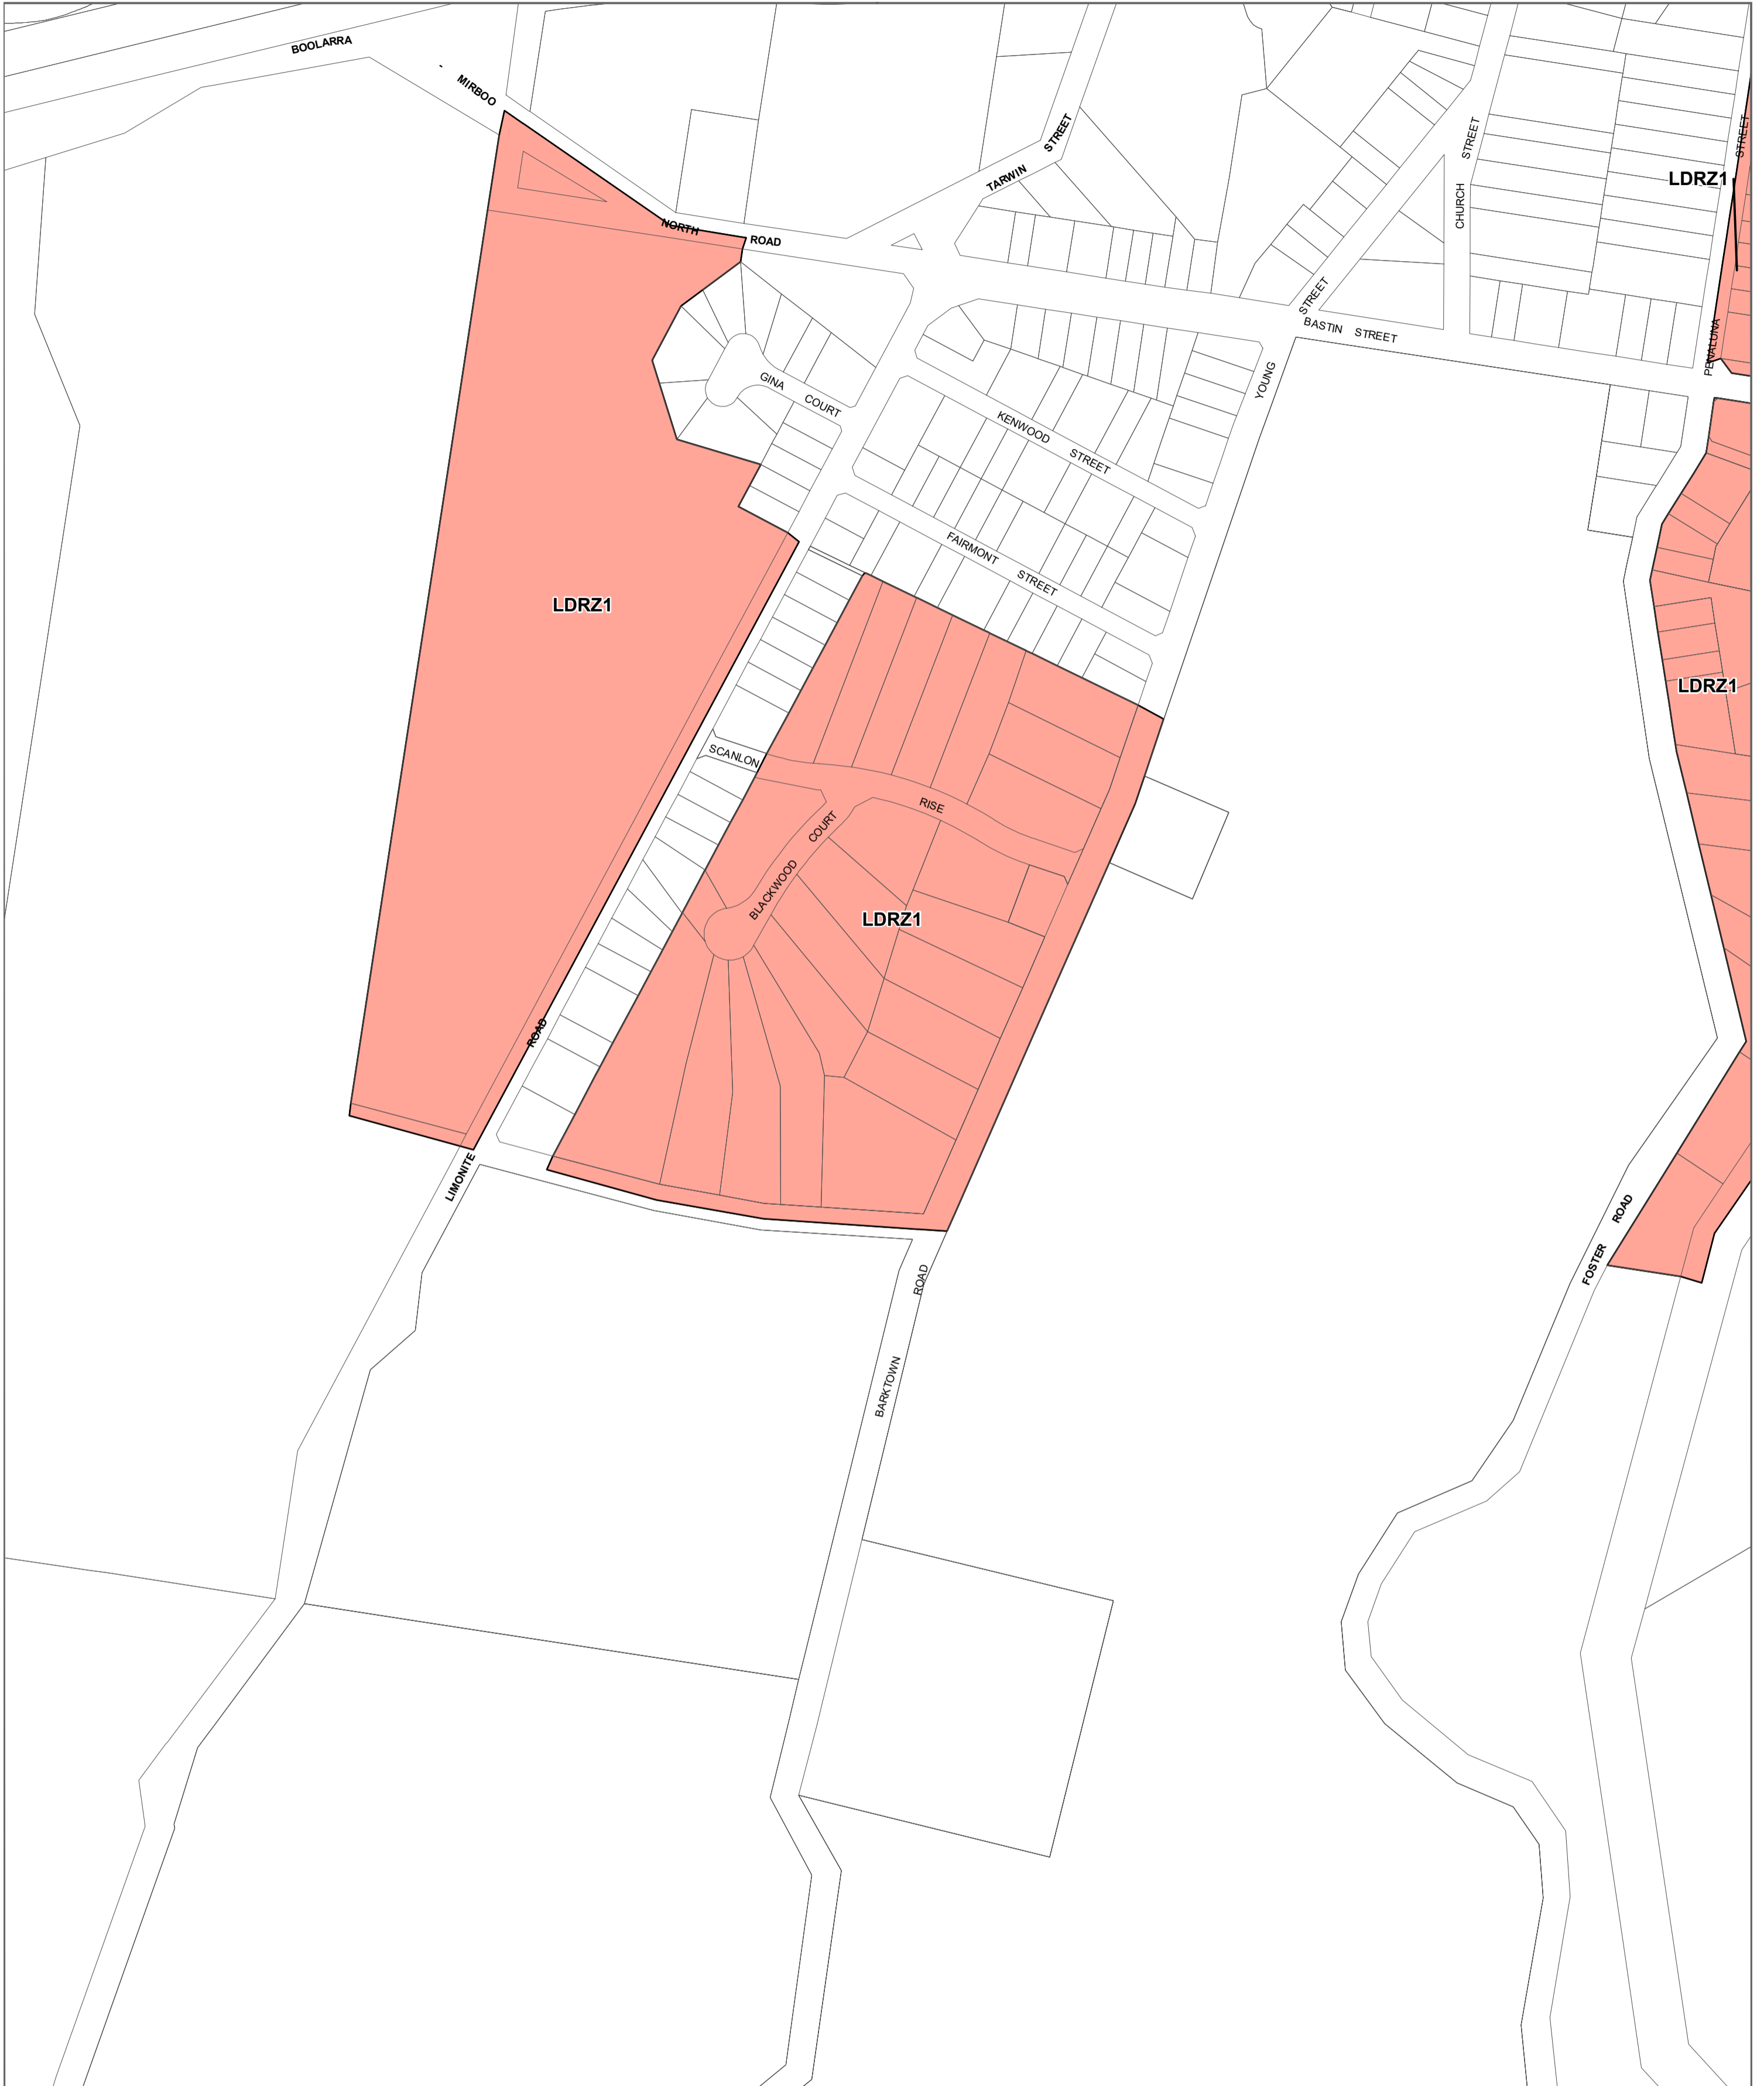 BOOLARRA
-
MIRBOO
NORTH
ROAD
TARWIN
STREET
STREET
CHURCH
STREET
LDRZ1
STREET
BASTIN STREET
PENALUNA
YOUNG
GINA
COURT
KENWOOD
STREET
FAIRMONT
STREET
LDRZ1
LDRZ1
SCANLON
RISE
BLACKWOOD
COURT
LDRZ1
ROAD
LIMONITE
ROAD
FOSTER
ROAD
BARKTOWN